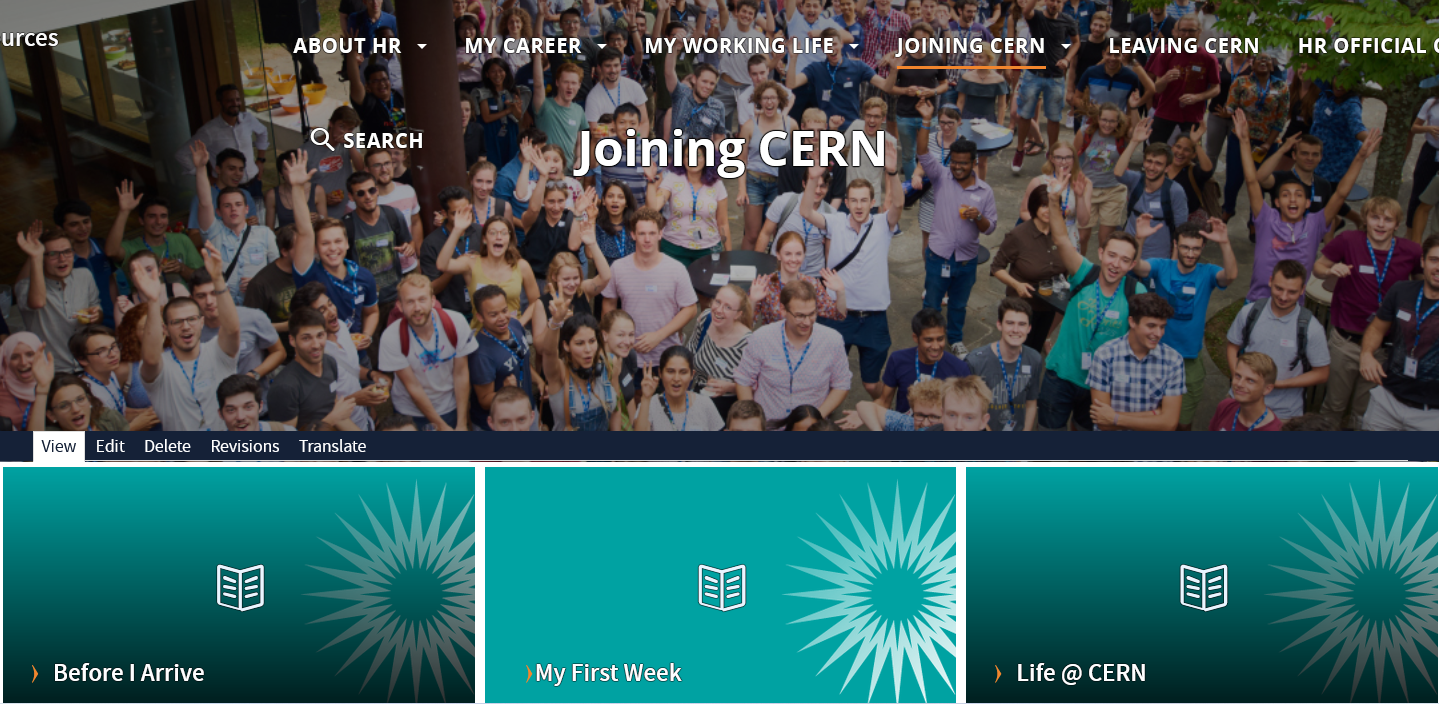 urces
ABOUT HR MY CAREER MY WORKING LIFE JOINING CERN LEAVING CERN HR OFFICIAL
SEARCH
Joining CERN
View Edit Delete Revisions Translate
Before I Arrive
My First Week
Life @ CERN